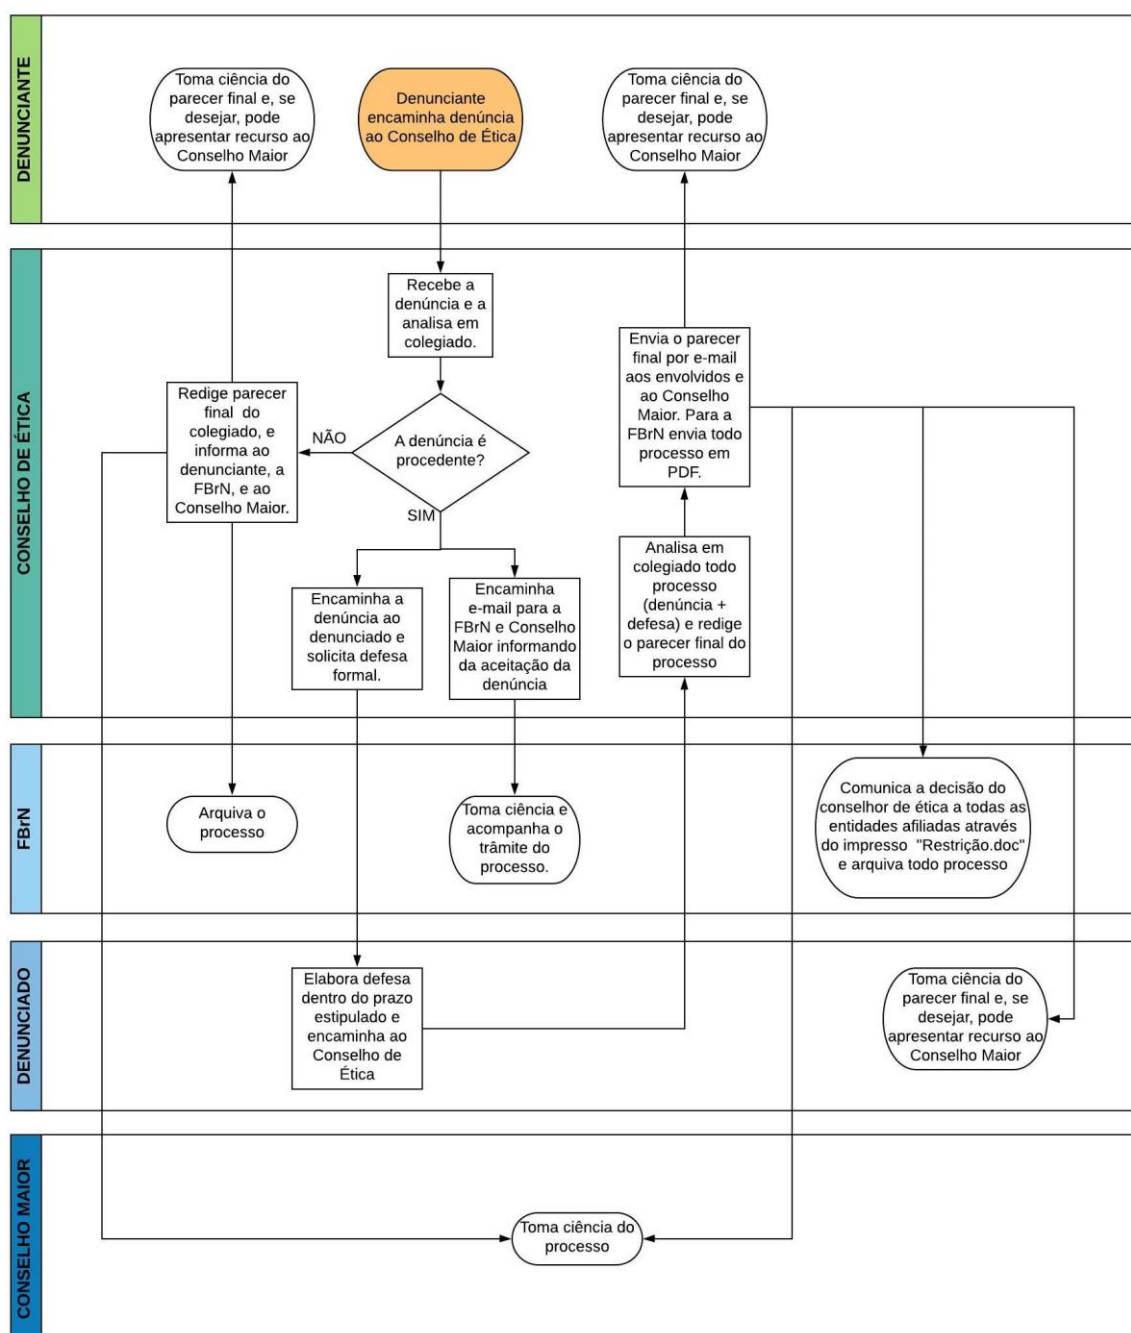 DENUNCIANTE
Toma ciência do
parecer final e, se
desejar, pode
apresentar recurso ao
Conselho Maior
Denunciante
encaminha denúncia
ao Conselho de Ética
Toma ciência do
parecer final e, se
desejar, pode
apresentar recurso ao
Conselho Maior
CONSELHO DE ÉTICA
Recebe a
denúncia e a
analisa em
colegiado.
Redige parecer
final do
colegiado, e
informa ao
denunciante, a
FBrN, e ao
Conselho Maior.
NÃO
A denúncia é
procedente?
SIM
Envia o parecer
final por e-mail
aos envolvidos e
ao Conselho
Maior. Para a
FBrN envia todo
processo em
PDF.
Encaminha a
denúncia ao
denunciado e
solicita defesa
formal.
Encaminha
e-mail para a
FBrN e Conselho
Maior informando
da aceitação da
denúncia
Analisa em
colegiado todo
processo
(denúncia +
defesa) e redige
o parecer final do
processo
FBrN
Arquiva o
processo
Toma ciência e
acompanha o
trâmite do
processo.
Comunica a decisão do
conselhor de ética a todas as
entidades afiliadas através
do impresso "Restrição.doc"
e arquiva todo processo
DENUNCIADO
Elabora defesa
dentro do prazo
estipulado e
encaminha ao
Conselho de
Ética
Toma ciência do
parecer final e, se
desejar, pode
apresentar recurso ao
Conselho Maior
CONSELHO MAIOR
Toma ciência do
processo